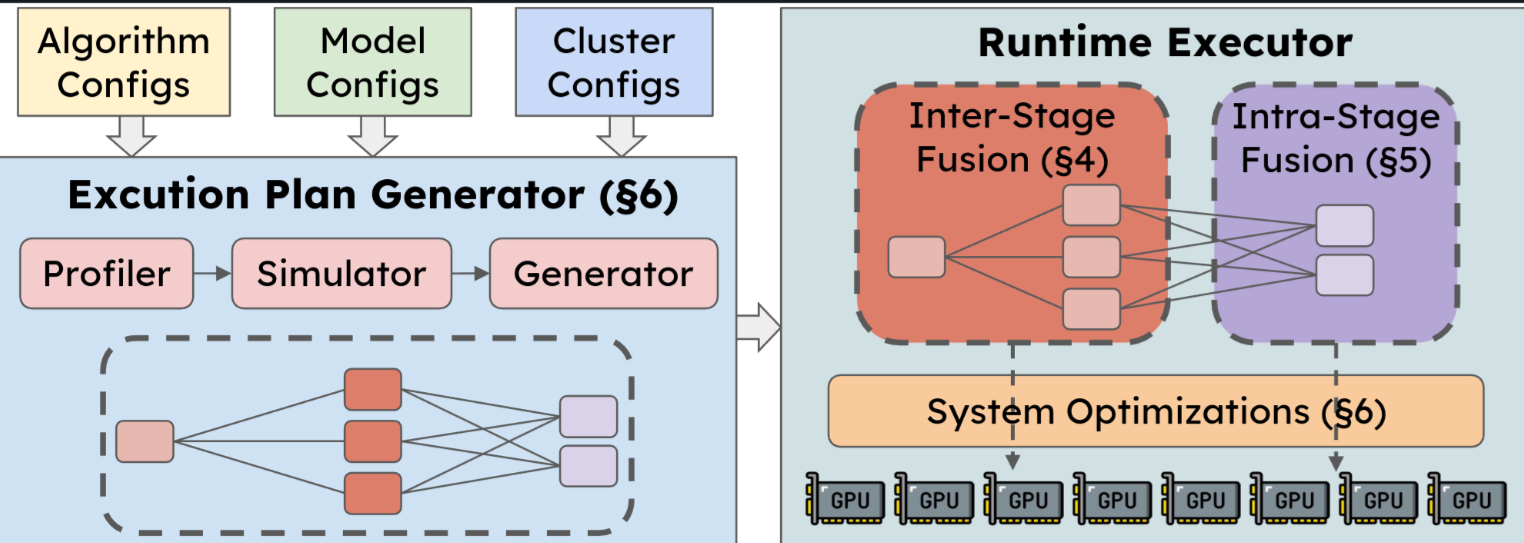 Algorithm
Configs
Model
Configs
Cluster
Configs
Excution Plan Generator (§6)
Profiler
Simulator
Generator
Runtime Executor
Inter-Stage
Fusion (§4)
Intra-Stage
Fusion (§5)
System Optimizations (§6)
GPU
GPU
GPU
GPU
GPU
GPU
GPU
GPU